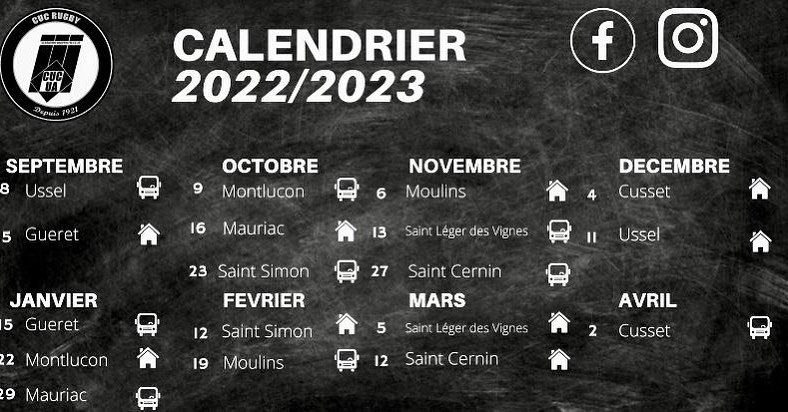 CUC RUGBY
CUC
UA
Depuis 1921
CALENDRIER
2022/2023
SEPTEMBRE
8 Ussel
5 Gueret
OCTOBRE
9 Montlucon
16 Mauriac
23 Saint Simon
NOVEMBRE
6 Moulins
13 Saint Léger des Vignes
27 Saint Cernin
DECEMBRE
4 Cusset
11 Ussel
JANVIER
15 Gueret
22 Montlucon
29 Mauriac
FEVRIER
12 Saint Simon
19 Moulins
MARS
5 Saint Léger des Vignes
12 Saint Cernin
AVRIL
2 Cusset